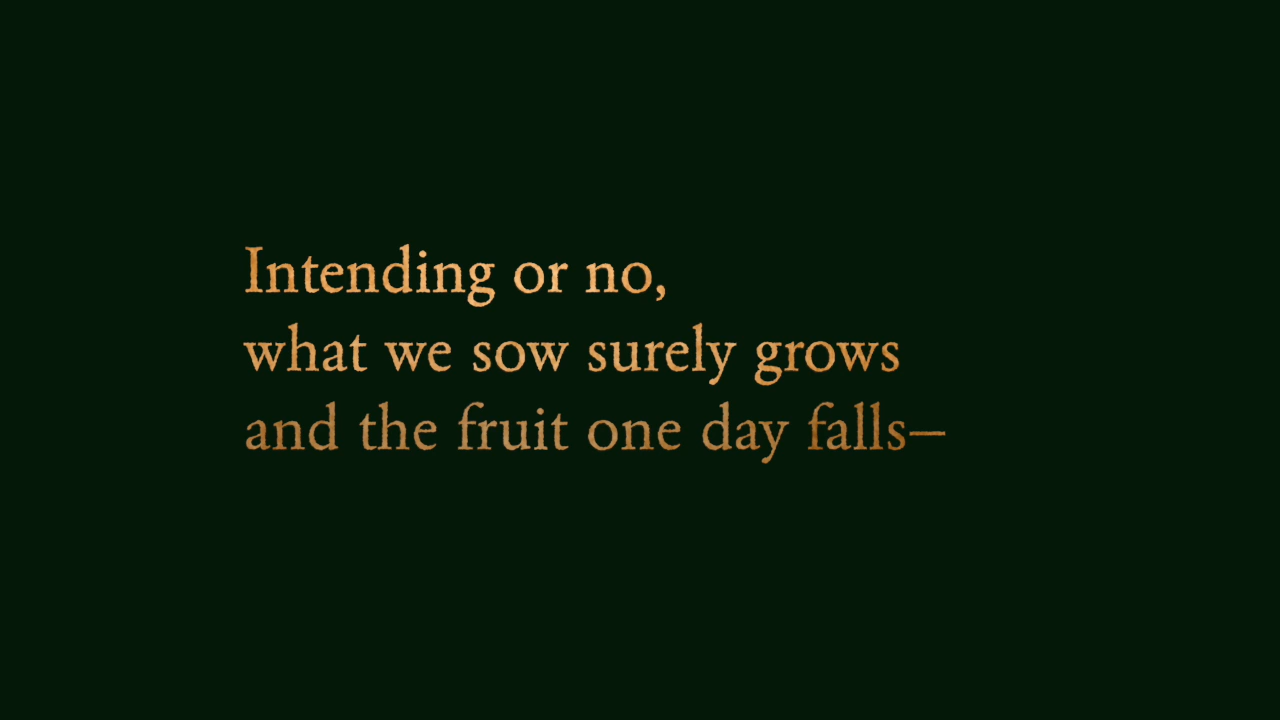 Intending or no,
what we sow surely grows
and the fruit one day falls—